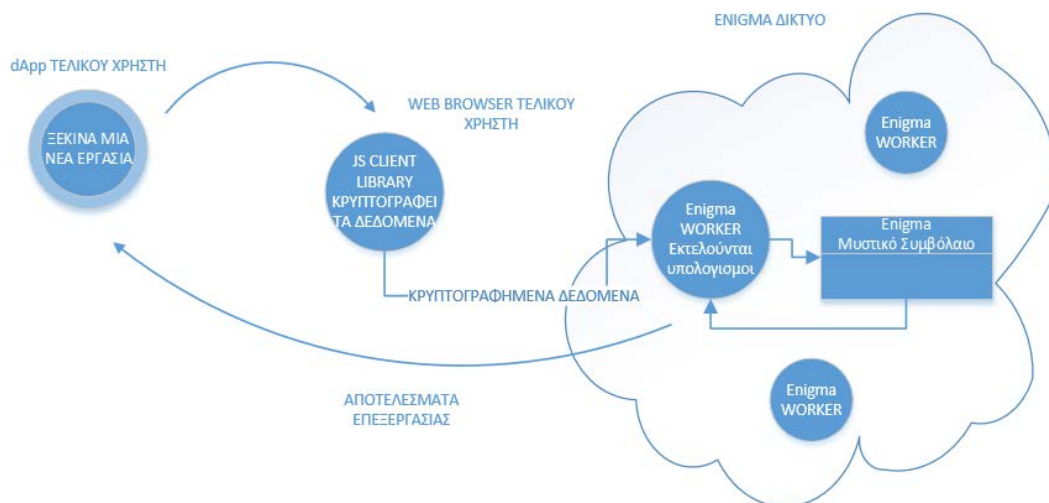 ENIGMA ΔΙΚΤΥΟ
dApp ΤΕΛΙΚΟΥ ΧΡΗΣΤΗ
ΞΕΚΙΝΑ ΜΙΑ
ΝΕΑ ΕΡΓΑΣΙΑ
WEB BROWSER ΤΕΛΙΚΟΥ
ΧΡΗΣΤΗ
JS CLIENT
LIBRARY
ΚΡΥΠΤΟΓΡΑΦΕΙ
ΤΑ ΔΕΔΟΜΕΝΑ
ΚΡΥΠΤΟΓΡΑΦΗΜΕΝΑ ΔΕΔΟΜΕΝΑ
Enigma
WORKER
Enigma
WORKER
Εκτελούνται
υπολογισμοι
Enigma
Μυστικό Συμβόλαιο
Enigma
WORKER
ΑΠΟΤΕΛΕΣΜΑΤΑ
ΕΠΕΞΕΡΓΑΣΙΑΣ